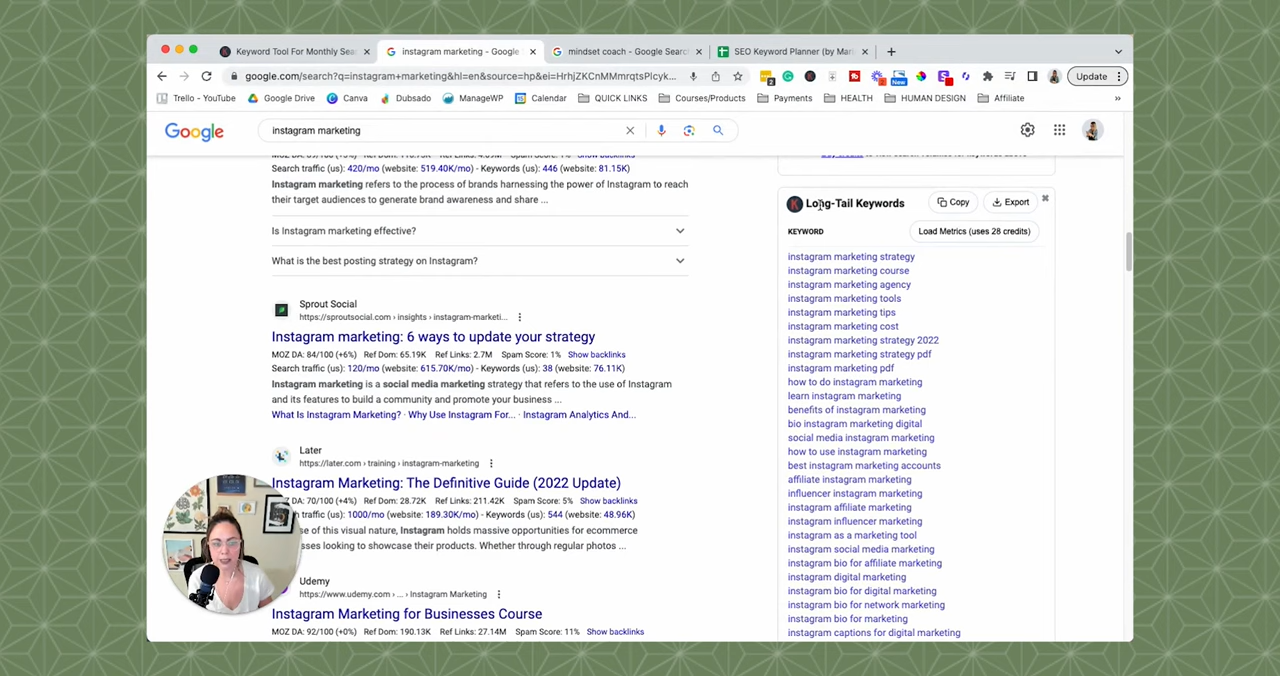 Keyword Tool For Monthly Sea
instagram marketing - Google
mindset coach - Google Search
SEO Keyword Planner (by Mari
google.com/search?q=instagram+marketing&hl=en&source=hp&ei=HrhjZKCnMMmrqtsPlcyk...
Update
Trello - YouTube
Google Drive
Canva
Dubsado
ManageWP
Calendar
QUICK LINKS
Courses/Products
Payments
HEALTH
HUMAN DESIGN
Affiliate
»
Google
instagram marketing
Search traffic (us): 420/mo (website: 519.40K/mo) - Keywords (us): 446 (website: 81.15K)
Instagram marketing refers to the process of brands harnessing the power of Instagram to reach
their target audiences to generate brand awareness and share ...
Is Instagram marketing effective?
What is the best posting strategy on Instagram?
Sprout Social
https://sproutsocial.com › insights › instagram-marketi...
Instagram marketing: 6 ways to update your strategy
MOZ DA: 84/100 (+6%) Ref Dom: 65.19K Ref Links: 2.7M Spam Score: 1% Show backlinks
Search traffic (us): 120/mo (website: 615.70K/mo) - Keywords (us): 38 (website: 76.11K)
Instagram marketing is a social media marketing strategy that refers to the use of Instagram
and its features to build a community and promote your business ...
What Is Instagram Marketing? · Why Use Instagram For... · Instagram Analytics And...
Later
https://later.com › training › instagram-marketing
Instagram Marketing: The Definitive Guide (2022 Update)
MOZ DA: 70/100 (+4%) Ref Dom: 28.72K Ref Links: 211.42K Spam Score: 5% Show backlinks
ch traffic (us): 1000/mo (website: 189.30K/mo) - Keywords (us): 544 (website: 48.96K)
se of this visual nature, Instagram holds massive opportunities for ecommerce
sses looking to showcase their products. Whether through regular photos ...
Udemy
https://www.udemy.com › ... › Instagram Marketing
Instagram Marketing for Businesses Course
MOZ DA: 92/100 (+0%) Ref Dom: 190.13K Ref Links: 27.14M Spam Score: 11% Show backlinks
Long-Tail Keywords
Copy
Export
KEYWORD
Load Metrics (uses 28 credits)
instagram marketing strategy
instagram marketing course
instagram marketing agency
instagram marketing tools
instagram marketing tips
instagram marketing cost
instagram marketing strategy 2022
instagram marketing strategy pdf
instagram marketing pdf
how to do instagram marketing
learn instagram marketing
benefits of instagram marketing
bio instagram marketing digital
social media instagram marketing
how to use instagram marketing
best instagram marketing accounts
affiliate instagram marketing
influencer instagram marketing
instagram affiliate marketing
instagram influencer marketing
instagram as a marketing tool
instagram social media marketing
instagram bio for affiliate marketing
instagram digital marketing
instagram bio for digital marketing
instagram bio for network marketing
instagram bio for marketing
instagram captions for digital marketing